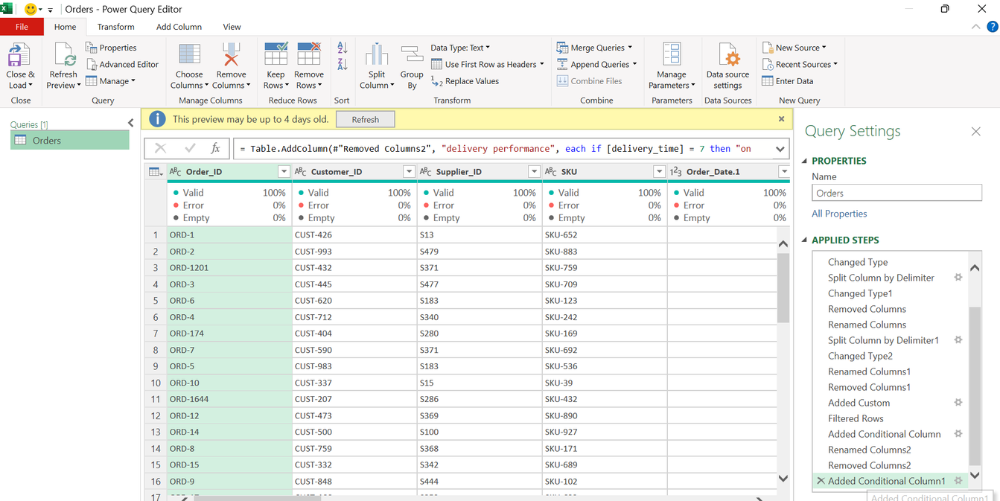 Orders - Power Query Editor
File Home Transform Add Column View
Close & Load
Close
Refresh Preview
Properties
Advanced Editor
Manage
Query
Choose Columns
Remove Columns
Manage Columns
Keep Rows
Remove Rows
Reduce Rows
Sort
Split Column
Group By
Data Type: Text
Use First Row as Headers
Replace Values
Transform
Merge Queries
Append Queries
Combine Files
Combine
Manage Parameters
Parameters
Data source settings
Data Sources
New Source
Recent Sources
Enter Data
New Query
Queries [1]
Orders
This preview may be up to 4 days old. Refresh
fx = Table.AddColumn(#"Removed Columns2", "delivery performance", each if [delivery_time] = 7 then "on
ABC Order_ID ABC Customer_ID ABC Supplier_ID ABC SKU 123 Order_Date.1
Valid 100% Valid 100% Valid 100% Valid 100% Valid 100%
Error 0% Error 0% Error 0% Error 0% Error 0%
Empty 0% Empty 0% Empty 0% Empty 0% Empty 0%
1 ORD-1 CUST-426 S13 SKU-652
2 ORD-2 CUST-993 S479 SKU-883
3 ORD-1201 CUST-432 S371 SKU-759
4 ORD-3 CUST-445 S477 SKU-709
5 ORD-6 CUST-620 S183 SKU-123
6 ORD-4 CUST-712 S340 SKU-242
7 ORD-174 CUST-404 S280 SKU-169
8 ORD-7 CUST-590 S371 SKU-692
9 ORD-5 CUST-983 S183 SKU-536
10 ORD-10 CUST-337 S15 SKU-39
11 ORD-1644 CUST-207 S286 SKU-432
12 ORD-12 CUST-473 S369 SKU-890
13 ORD-14 CUST-500 S100 SKU-927
14 ORD-8 CUST-759 S368 SKU-171
15 ORD-15 CUST-332 S342 SKU-689
16 ORD-9 CUST-848 S444 SKU-102
17
Query Settings
PROPERTIES
Name
Orders
All Properties
APPLIED STEPS
Changed Type
Split Column by Delimiter
Changed Type1
Removed Columns
Renamed Columns
Split Column by Delimiter1
Changed Type2
Renamed Columns1
Removed Columns1
Added Custom
Filtered Rows
Added Conditional Column
Renamed Columns2
Removed Columns2
Added Conditional Column1
Added Conditional Column1